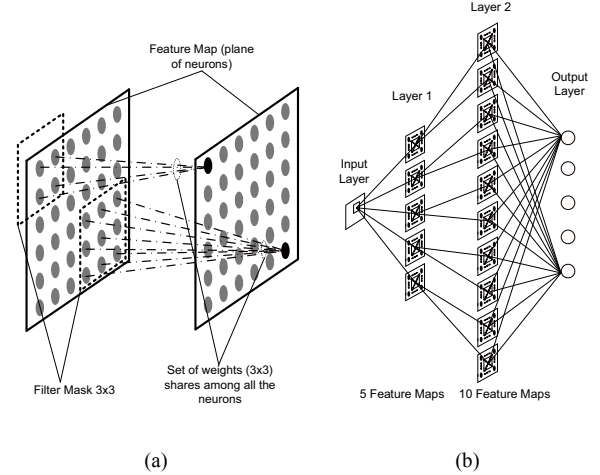 Feature Map (plane
of neurons)
Filter Mask 3x3
Set of weights (3x3)
shares among all the
neurons
(a)
Layer 2
Layer 1
Output
Layer
Input
Layer
5 Feature Maps
10 Feature Maps
(b)